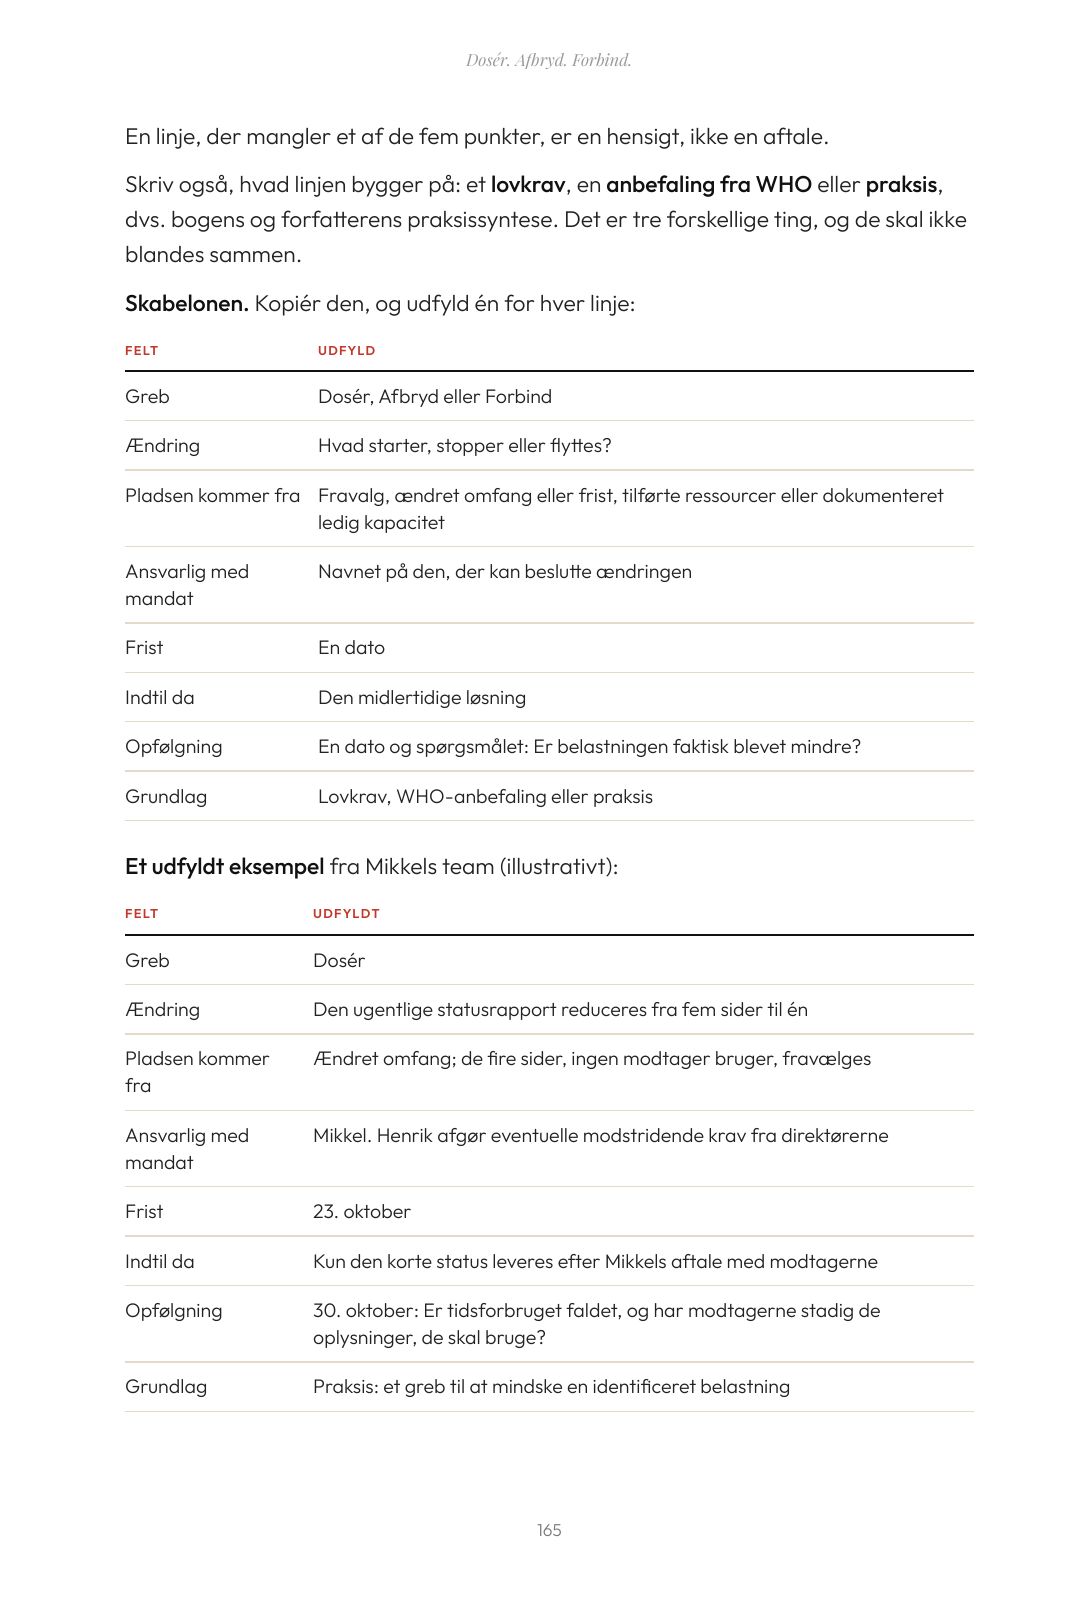 Dosér. Afbryd. Forbind.
En linje, der mangler et af de fem punkter, er en hensigt, ikke en aftale.
Skriv også, hvad linjen bygger på: et lovkrav, en anbefaling fra WHO eller praksis,
dvs. bogens og forfatterens praksissyntese. Det er tre forskellige ting, og de skal ikke
blandes sammen.
Skabelonen. Kopiér den, og udfyld én for hver linje:
FELT UDFYLD
Greb Dosér, Afbryd eller Forbind
Ændring Hvad starter, stopper eller flyttes?
Pladsen kommer fra Fravalg, ændret omfang eller frist, tilførte ressourcer eller dokumenteret
ledig kapacitet
Ansvarlig med Navnet på den, der kan beslutte ændringen
mandat
Frist En dato
Indtil da Den midlertidige løsning
Opfølgning En dato og spørgsmålet: Er belastningen faktisk blevet mindre?
Grundlag Lovkrav, WHO-anbefaling eller praksis
Et udfyldt eksempel fra Mikkels team (illustrativt):
FELT UDFYLDT
Greb Dosér
Ændring Den ugentlige statusrapport reduceres fra fem sider til én
Pladsen kommer Ændret omfang; de fire sider, ingen modtager bruger, fravælges
fra
Ansvarlig med Mikkel. Henrik afgør eventuelle modstridende krav fra direktørerne
mandat
Frist 23. oktober
Indtil da Kun den korte status leveres efter Mikkels aftale med modtagerne
Opfølgning 30. oktober: Er tidsforbruget faldet, og har modtagerne stadig de
oplysninger, de skal bruge?
Grundlag Praksis: et greb til at mindske en identificeret belastning
165